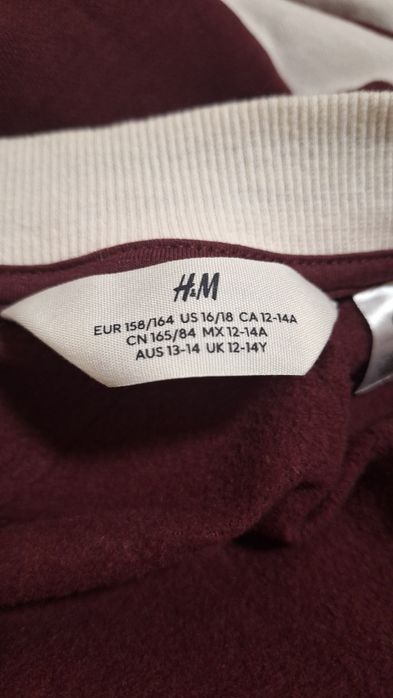 H&M
EUR 158/164 US 16/18 CA 12-14A
CN 165/84 MX 12-14A
AUS 13-14 UK 12-14Y